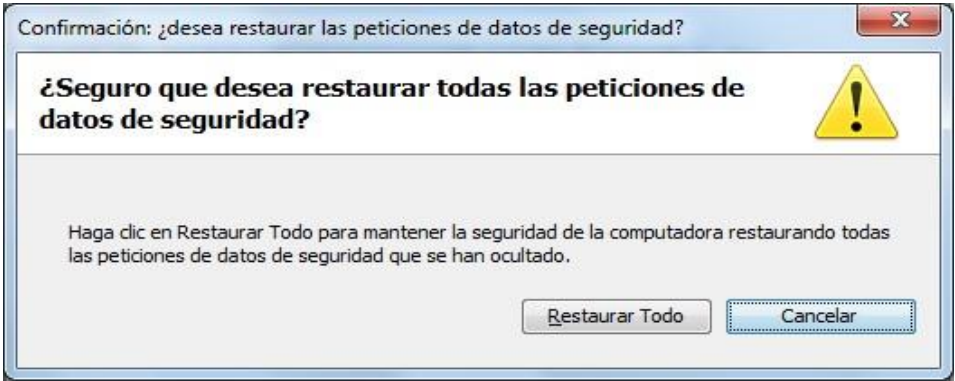 Confirmación: ¿desea restaurar las peticiones de datos de seguridad?
¿Seguro que desea restaurar todas las peticiones de
datos de seguridad?
Haga clic en Restaurar Todo para mantener la seguridad de la computadora restaurando todas
las peticiones de datos de seguridad que se han ocultado.
Restaurar Todo Cancelar